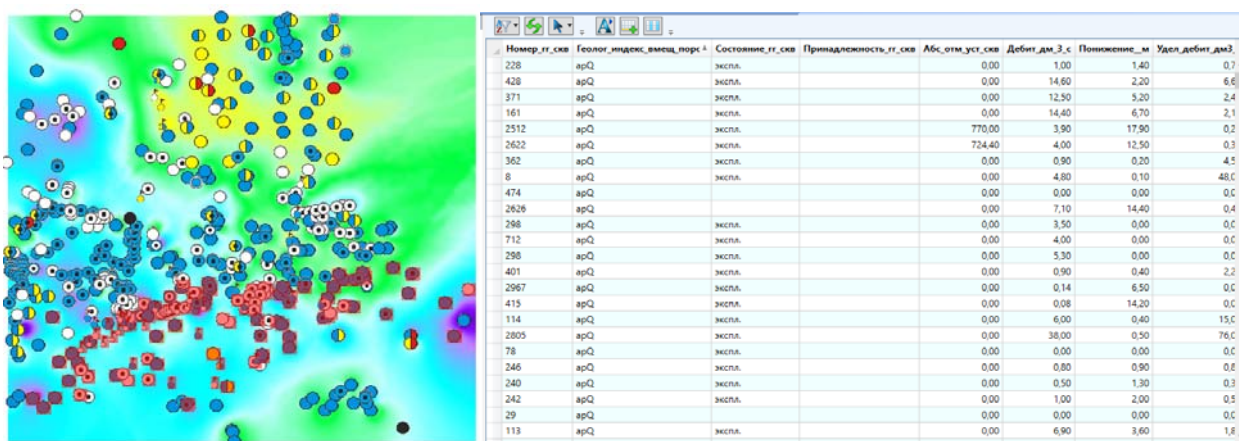 Номер_гг_скв Геолог_индекс_вмещ_порс Состояние_гг_скв Принадлежность_гг_скв Абс_отм_уст_скв Дебит_дм_3_с Понижение__м Удел_дебит_дм3_
228 apQ экспл. 0,00 1,00 1,40 0,7
428 apQ экспл. 0,00 14,60 2,20 6,6
371 apQ экспл. 0,00 12,50 5,20 2,4
161 apQ экспл. 0,00 14,40 6,70 2,1
2512 apQ экспл. 770,00 3,90 17,90 0,2
2622 apQ экспл. 724,40 4,00 12,50 0,3
362 apQ экспл. 0,00 0,90 0,20 4,5
8 apQ экспл. 0,00 4,80 0,10 48,0
474 apQ 0,00 0,00 0,00 0,0
2626 apQ 0,00 7,10 14,40 0,4
298 apQ экспл. 0,00 3,50 0,00 0,0
712 apQ экспл. 0,00 4,00 0,00 0,0
298 apQ экспл. 0,00 5,30 0,00 0,0
401 apQ экспл. 0,00 0,90 0,40 2,2
2967 apQ экспл. 0,00 0,14 6,50 0,0
415 apQ экспл. 0,00 0,08 14,20 0,0
114 apQ экспл. 0,00 6,00 0,40 15,0
2805 apQ экспл. 0,00 38,00 0,50 76,0
78 apQ 0,00 0,00 0,00 0,0
246 apQ экспл. 0,00 0,80 0,90 0,8
240 apQ экспл. 0,00 0,50 1,30 0,3
242 apQ экспл. 0,00 1,00 2,00 0,5
29 apQ 0,00 0,00 0,00 0,0
113 apQ экспл. 0,00 6,90 3,60 1,8